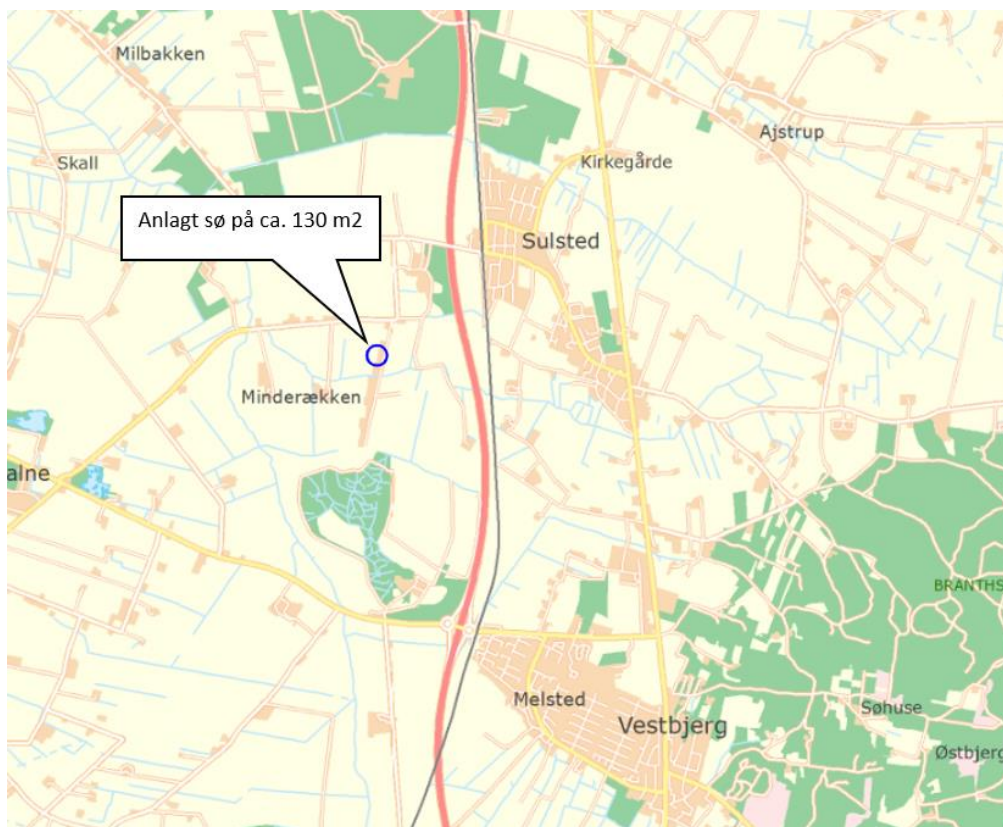 Milbakken
Ajstrup
Skall
Kirkegårde
Anlagt sø på ca. 130 m2
Sulsted
Minderækken
alne
BRANTHS
Melsted
Søhuse
Vestbjerg
Østbjerg